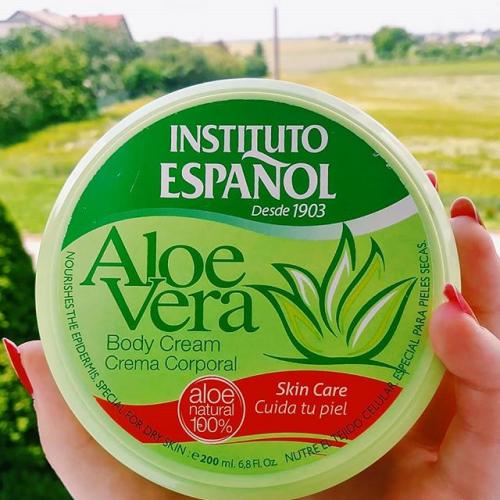 INSTITUTO
ESPAÑOL
Desde 1903
Aloe
Vera
Body Cream
Crema Corporal
aloe
natural
100%
Skin Care
Cuida tu piel
NOURISHES THE EPIDERMIS. SPECIAL FOR DRY SKIN
: e 200 ml. 6,8 Fl. Oz.
NUTRE EL TEJIDO CELULAR. ESPECIAL PARA PIELES SECAS.